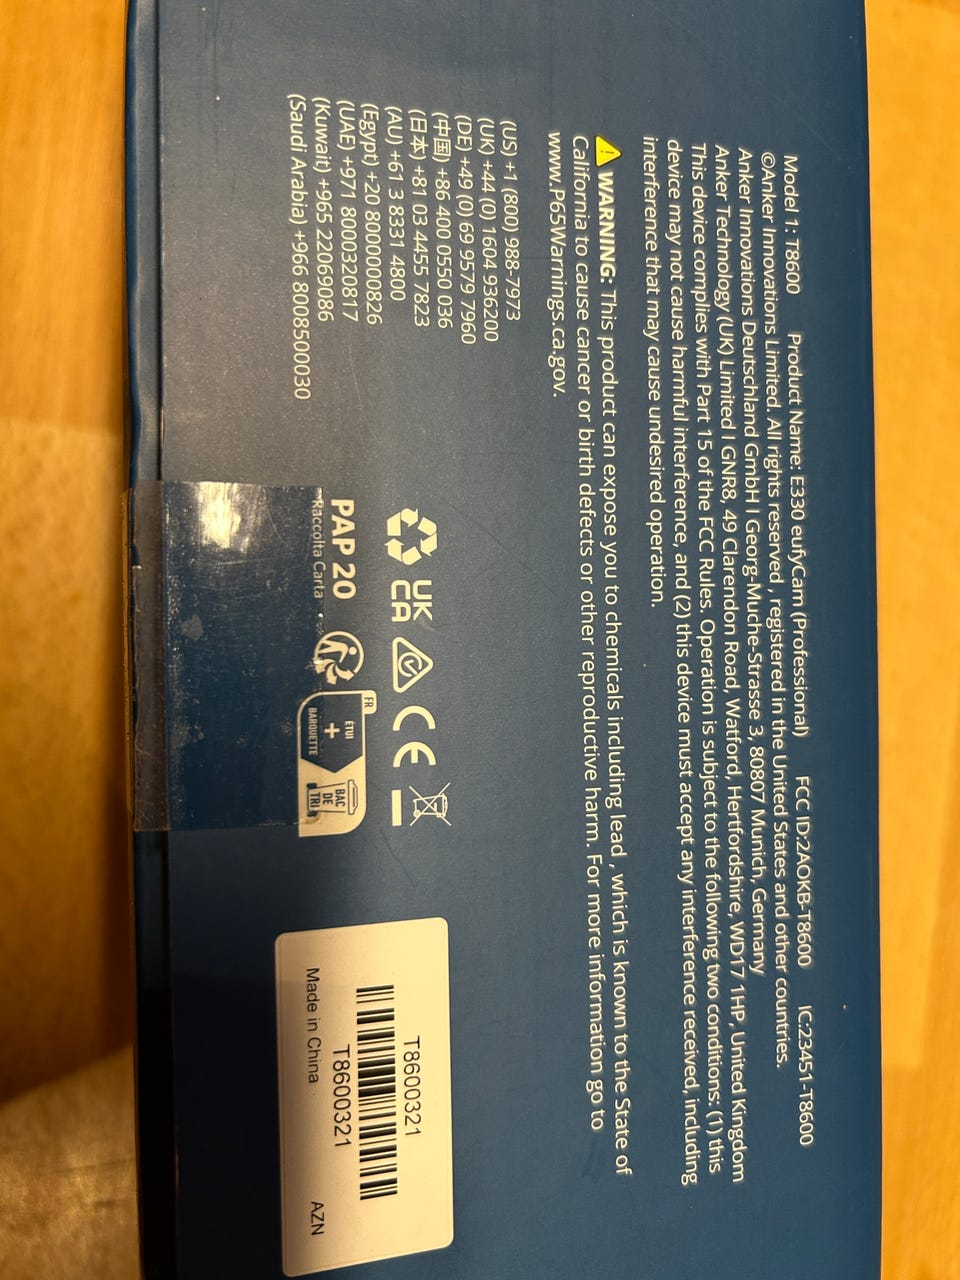 Model 1: T8600 Product Name: E330 eufyCam (Professional) FCC ID:2AOKB-T8600 IC:23451-T8600
©Anker Innovations Limited. All rights reserved , registered in the United States and other countries.
Anker Innovations Deutschland GmbH I Georg-Muche-Strasse 3, 80807 Munich, Germany
Anker Technology (UK) Limited I GNR8, 49 Clarendon Road, Watford, Hertfordshire, WD17 1HP, United Kingdom
This device complies with Part 15 of the FCC Rules. Operation is subject to the following two conditions: (1) this
device may not cause harmful interference, and (2) this device must accept any interference received, including
interference that may cause undesired operation.
WARNING: This product can expose you to chemicals including lead , which is known to the State of
California to cause cancer or birth defects or other reproductive harm. For more information go to
www.P65Warnings.ca.gov.
(US) +1 (800) 988-7973
(UK) +44 (0) 1604 936200
(DE) +49 (0) 69 9579 7960
(中国) +86 400 0550 036
(日本) +81 03 4455 7823
(AU) +61 3 8331 4800
(Egypt) +20 8000000826
(UAE) +971 8000320817
(Kuwait) +965 22069086
(Saudi Arabia) +966 8008500030
UK
CA
CE
PAP 20
Raccolta Carta
FR
ÉTUI
+
BARQUETTE
BAC
DE
TRI
T8600321
T8600321
Made in China
AZN